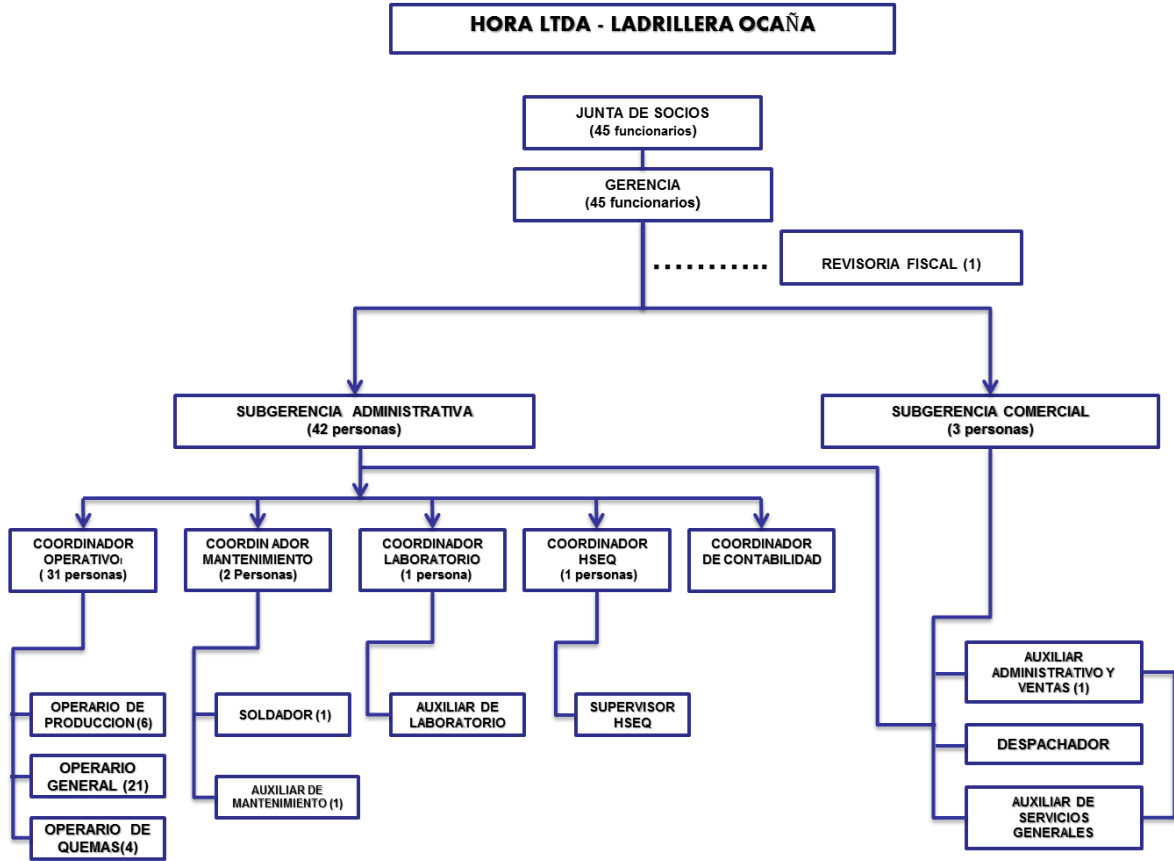 HORA LTDA - LADRILLERA OCAÑA
JUNTA DE SOCIOS
(45 funcionarios)
GERENCIA
(45 funcionarios)
REVISORIA FISCAL (1)
SUBGERENCIA ADMINISTRATIVA
(42 personas)
SUBGERENCIA COMERCIAL
(3 personas)
COORDINADOR
OPERATIVO
( 31 personas)
COORDINADOR
MANTENIMIENTO
(2 Personas)
COORDINADOR
LABORATORIO
(1 persona)
COORDINADOR
HSEQ
(1 personas)
COORDINADOR
DE CONTABILIDAD
OPERARIO DE
PRODUCCION (6)
OPERARIO
GENERAL (21)
OPERARIO DE
QUEMAS(4)
SOLDADOR (1)
AUXILIAR DE
MANTENIMIENTO (1)
AUXILIAR DE
LABORATORIO
SUPERVISOR
HSEQ
AUXILIAR
ADMINISTRATIVO Y
VENTAS (1)
DESPACHADOR
AUXILIAR DE
SERVICIOS
GENERALES